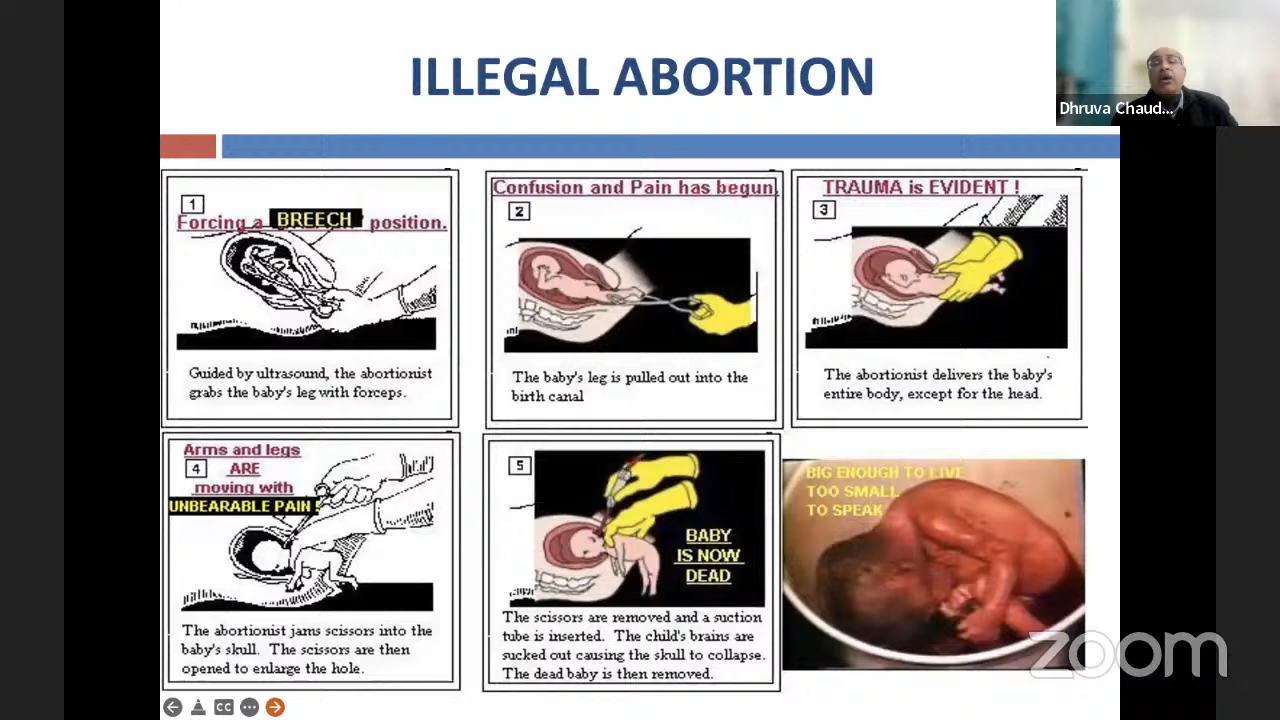 ILLEGAL ABORTION
Dhruva Chaud...
1
Forcing a BREECH position.
Guided by ultrasound, the abortionist
grabs the baby's leg with forceps.
Confusion and Pain has begun.
2
The baby's leg is pulled out into the
birth canal
TRAUMA is EVIDENT !
3
The abortionist delivers the baby's
entire body, except for the head.
Arms and legs
4 ARE
moving with
UNBEARABLE PAIN !
The abortionist jams scissors into the
baby's skull. The scissors are then
opened to enlarge the hole.
5
BABY
IS NOW
DEAD
The scissors are removed and a suction
tube is inserted. The child's brains are
sucked out causing the skull to collapse.
The dead baby is then removed.
BIG ENOUGH TO LIVE
TOO SMALL
TO SPEAK
zoom
CC